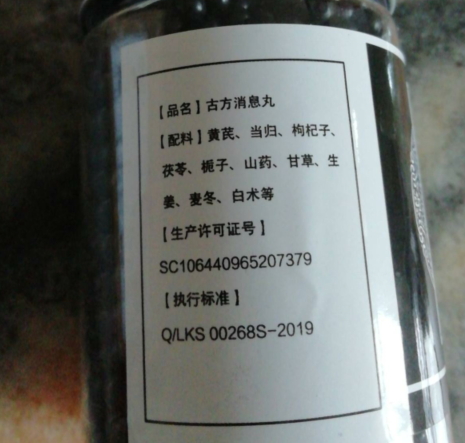 【品名】古方消息丸
【配料】黄芪、当归、枸杞子、
茯苓、栀子、山药、甘草、生
姜、麦冬、白术等
【生产许可证号】
SC106440965207379
【执行标准】
Q/LKS 00268S-2019